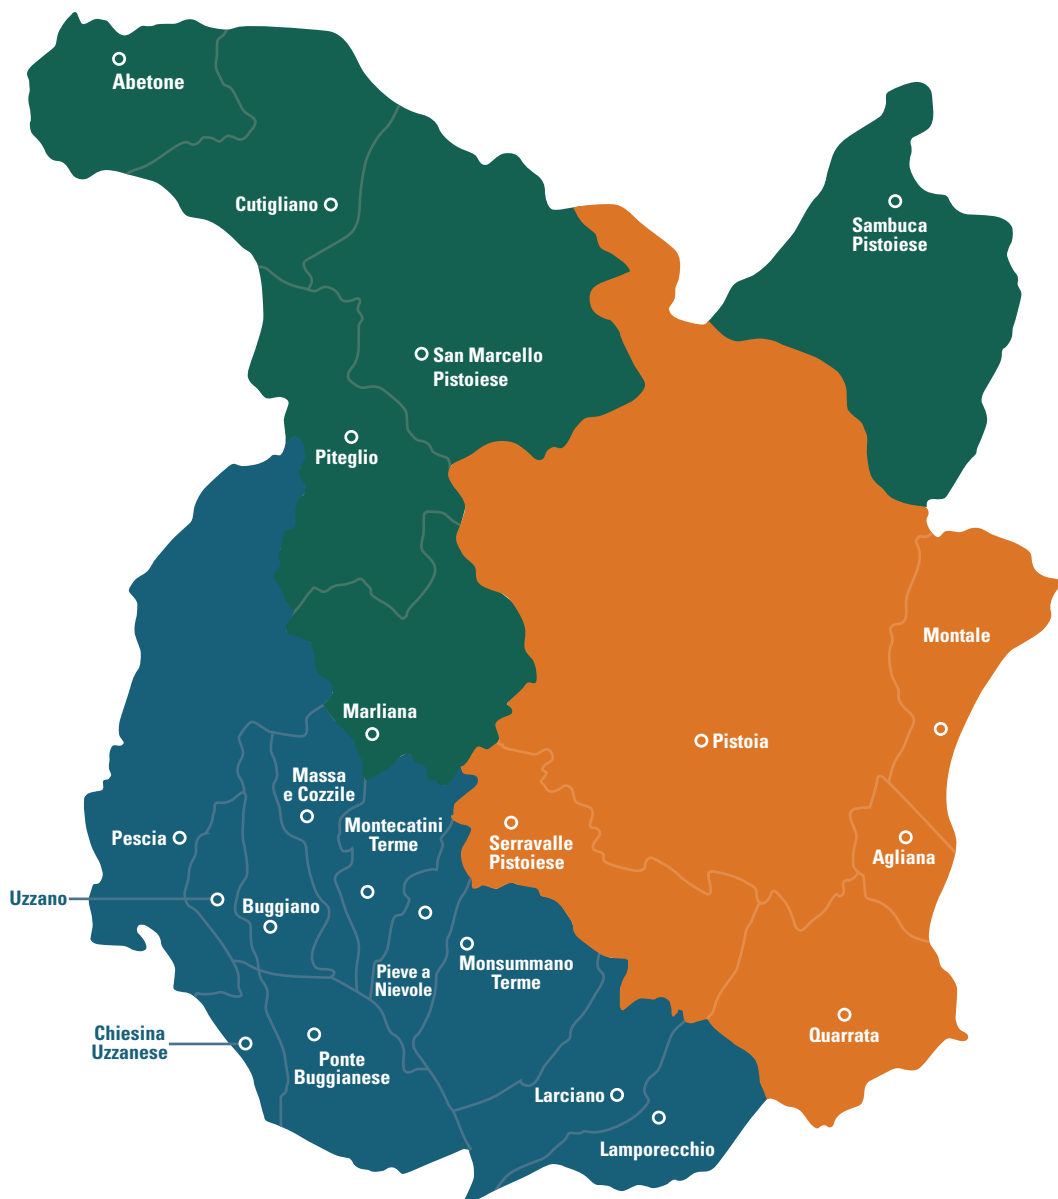 Abetone
Cutigliano
Sambuca
Pistoiese
San Marcello
Pistoiese
Piteglio
Montale
Marliana
Pistoia
Massa
e Cozzile
Montecatini
Terme
Pescia
Serravalle
Pistoiese
Agliana
Uzzano
Buggiano
Pieve a
Nievole
Monsummano
Terme
Chiesina
Uzzanese
Ponte
Buggianese
Quarrata
Larciano
Lamporecchio